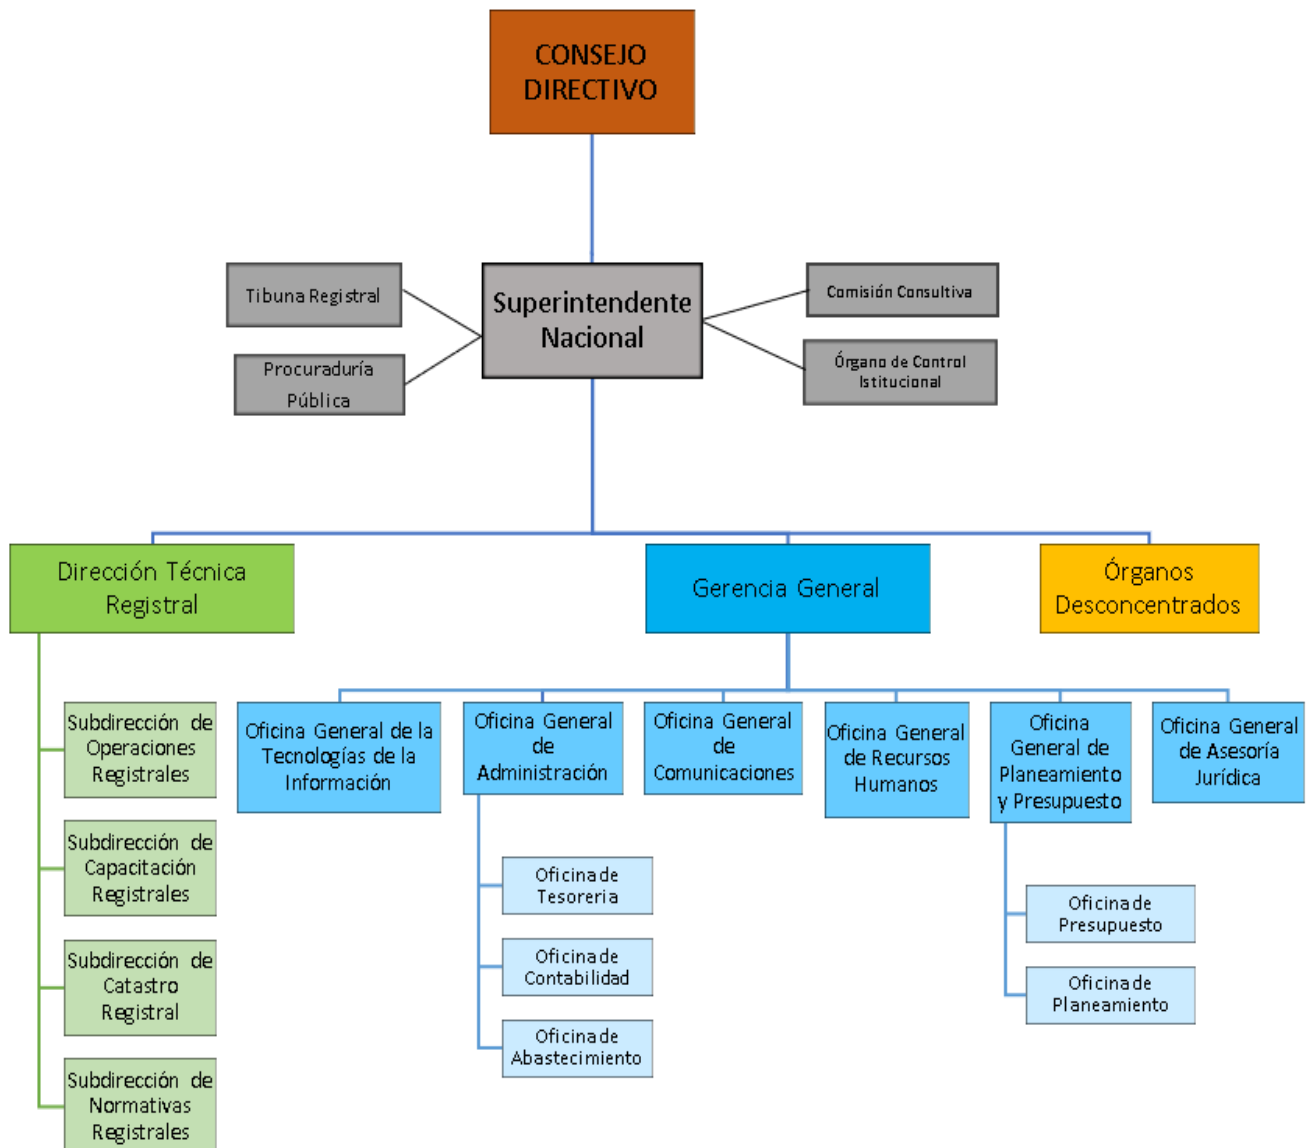 CONSEJO
DIRECTIVO
Tibuna Registral
Procuraduría
Pública
Superintendente
Nacional
Comisión Consultiva
Órgano de Control
Istitucional
Dirección Técnica
Registral
Gerencia General
Órganos
Desconcentrados
Subdirección de
Operaciones
Registrales
Subdirección de
Capacitación
Registrales
Subdirección de
Catastro
Registral
Subdirección de
Normativas
Registrales
Oficina General de la
Tecnologías de la
Información
Oficina General
de
Administración
Oficina de
Tesoreria
Oficina de
Contabilidad
Oficina de
Abastecimiento
Oficina General
de
Comunicaciones
Oficina General
de Recursos
Humanos
Oficina
General de
Planeamiento
y Presupuesto
Oficina de
Presupuesto
Oficina de
Planeamiento
Oficina General
de Asesoría
Jurídica